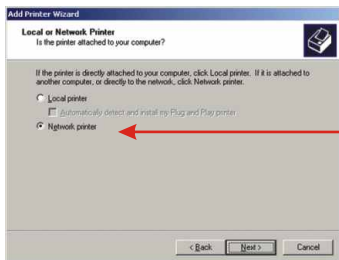 Add Printer Wizard
Local or Network Printer
Is the printer attached to your computer?
If the printer is directly attached to your computer, click Local printer. If it is attached to
another computer, or directly to the network, click Network printer.
Local printer
Automatically detect and install my Plug and Play printer
Network printer
< Back
Next >
Cancel